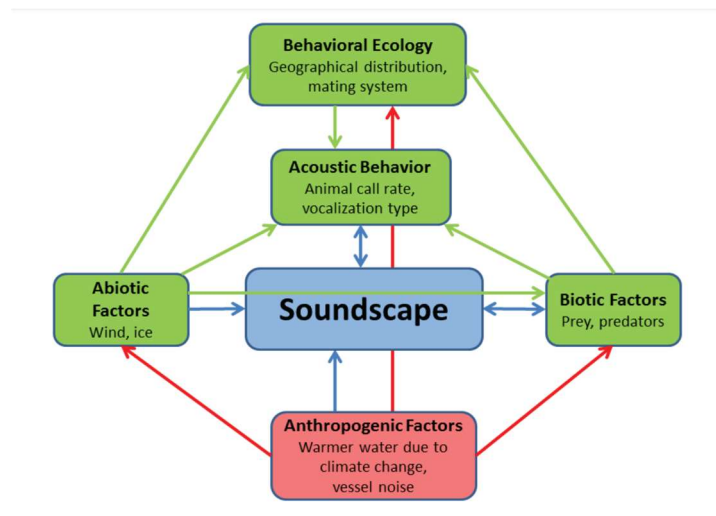 Behavioral Ecology
Geographical distribution,
mating system
Acoustic Behavior
Animal call rate,
vocalization type
Abiotic
Factors
Wind, ice
Soundscape
Biotic Factors
Prey, predators
Anthropogenic Factors
Warmer water due to
climate change,
vessel noise